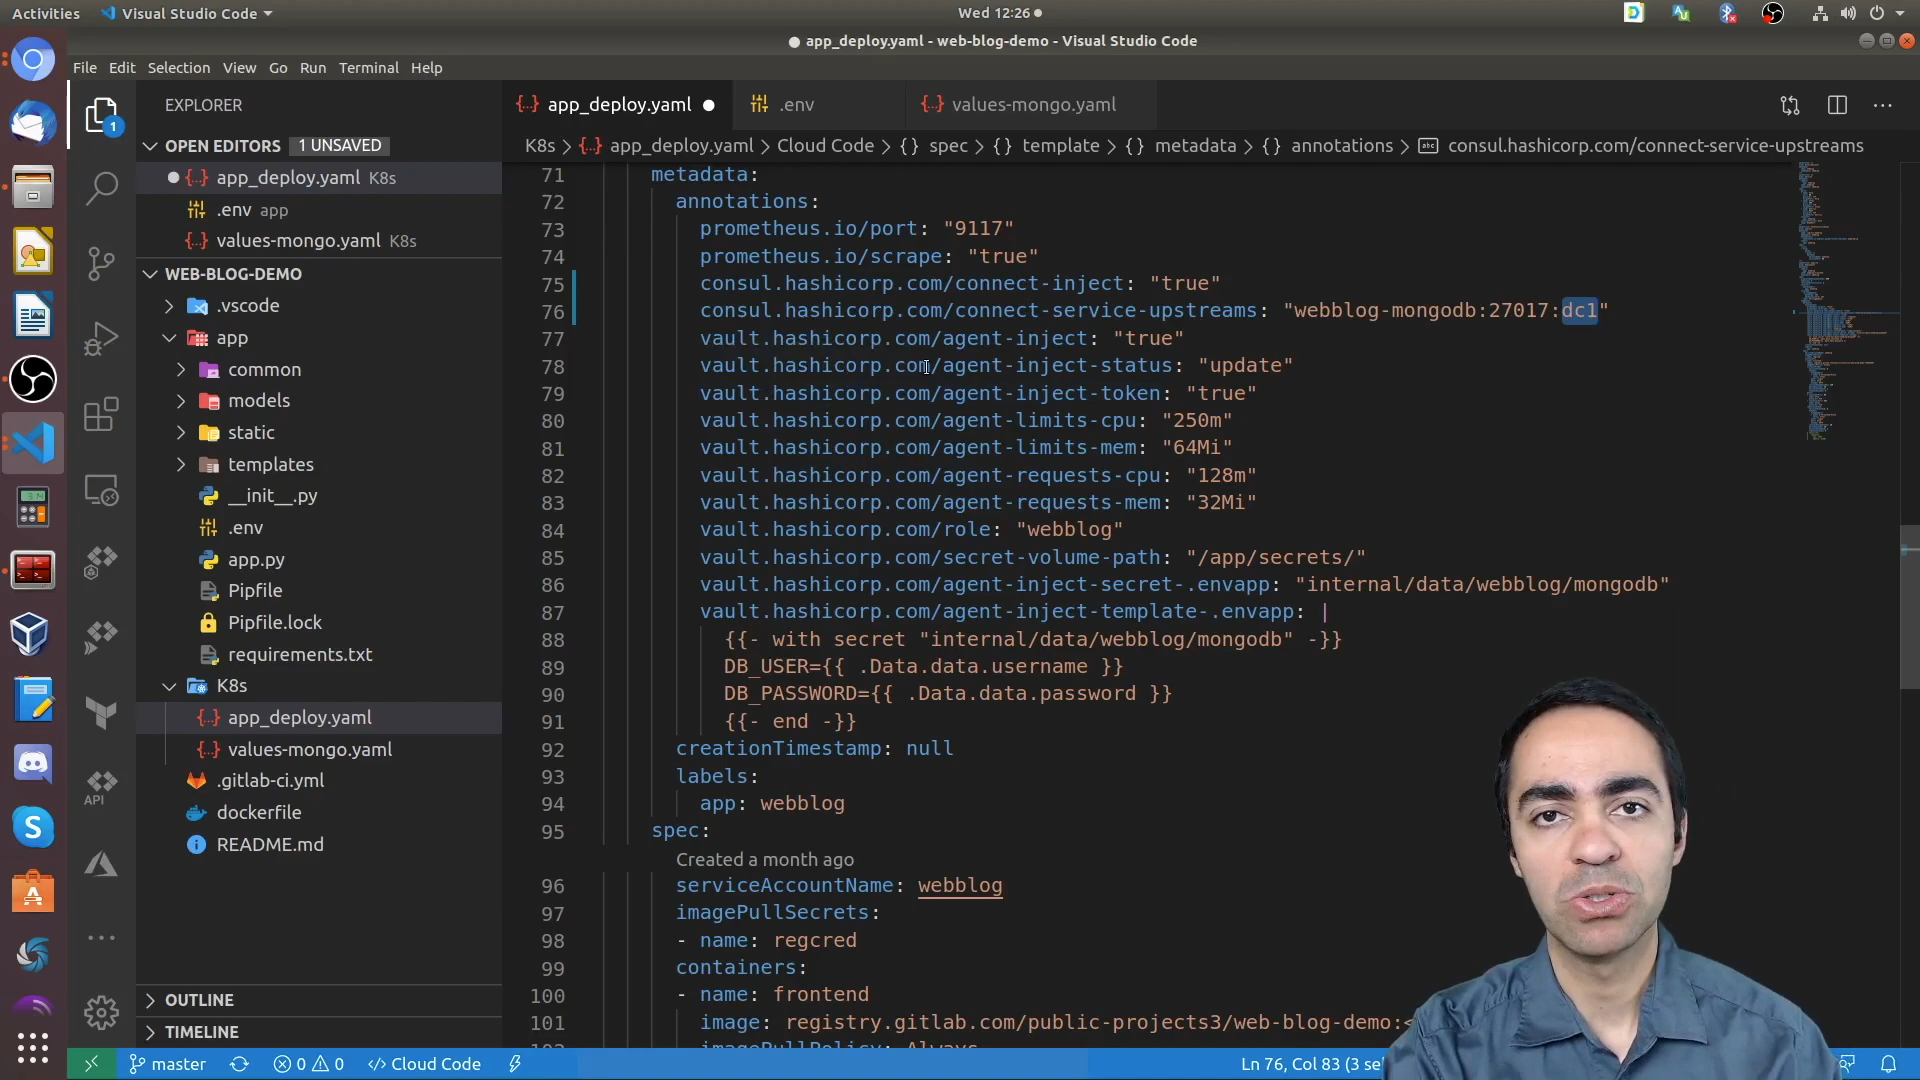 Activities
Visual Studio Code
Wed 12:26
app_deploy.yaml - web-blog-demo - Visual Studio Code
File Edit Selection View Go Run Terminal Help
EXPLORER
OPEN EDITORS 1 UNSAVED
app_deploy.yaml K8s
.env app
values-mongo.yaml K8s
WEB-BLOG-DEMO
.vscode
app
common
models
static
templates
__init__.py
.env
app.py
Pipfile
Pipfile.lock
requirements.txt
K8s
app_deploy.yaml
values-mongo.yaml
.gitlab-ci.yml
dockerfile
README.md
OUTLINE
TIMELINE
1
API
app_deploy.yaml .env values-mongo.yaml
K8s > app_deploy.yaml > Cloud Code > {} spec > {} template > {} metadata > {} annotations > abc consul.hashicorp.com/connect-service-upstreams
71 metadata:
72 annotations:
73 prometheus.io/port: "9117"
74 prometheus.io/scrape: "true"
75 consul.hashicorp.com/connect-inject: "true"
76 consul.hashicorp.com/connect-service-upstreams: "webblog-mongodb:27017:dc1"
77 vault.hashicorp.com/agent-inject: "true"
78 vault.hashicorp.com/agent-inject-status: "update"
79 vault.hashicorp.com/agent-inject-token: "true"
80 vault.hashicorp.com/agent-limits-cpu: "250m"
81 vault.hashicorp.com/agent-limits-mem: "64Mi"
82 vault.hashicorp.com/agent-requests-cpu: "128m"
83 vault.hashicorp.com/agent-requests-mem: "32Mi"
84 vault.hashicorp.com/role: "webblog"
85 vault.hashicorp.com/secret-volume-path: "/app/secrets/"
86 vault.hashicorp.com/agent-inject-secret-.envapp: "internal/data/webblog/mongodb"
87 vault.hashicorp.com/agent-inject-template-.envapp: |
88 {{- with secret "internal/data/webblog/mongodb" -}}
89 DB_USER={{ .Data.data.username }}
90 DB_PASSWORD={{ .Data.data.password }}
91 {{- end -}}
92 creationTimestamp: null
93 labels:
94 app: webblog
95 spec:
Created a month ago
96 serviceAccountName: webblog
97 imagePullSecrets:
98 - name: regcred
99 containers:
100 - name: frontend
101 image: registry.gitlab.com/public-projects3/web-blog-demo:<
102 imagePullPolicy: Always
master 0 0 Cloud Code Ln 76, Col 83 (3 se